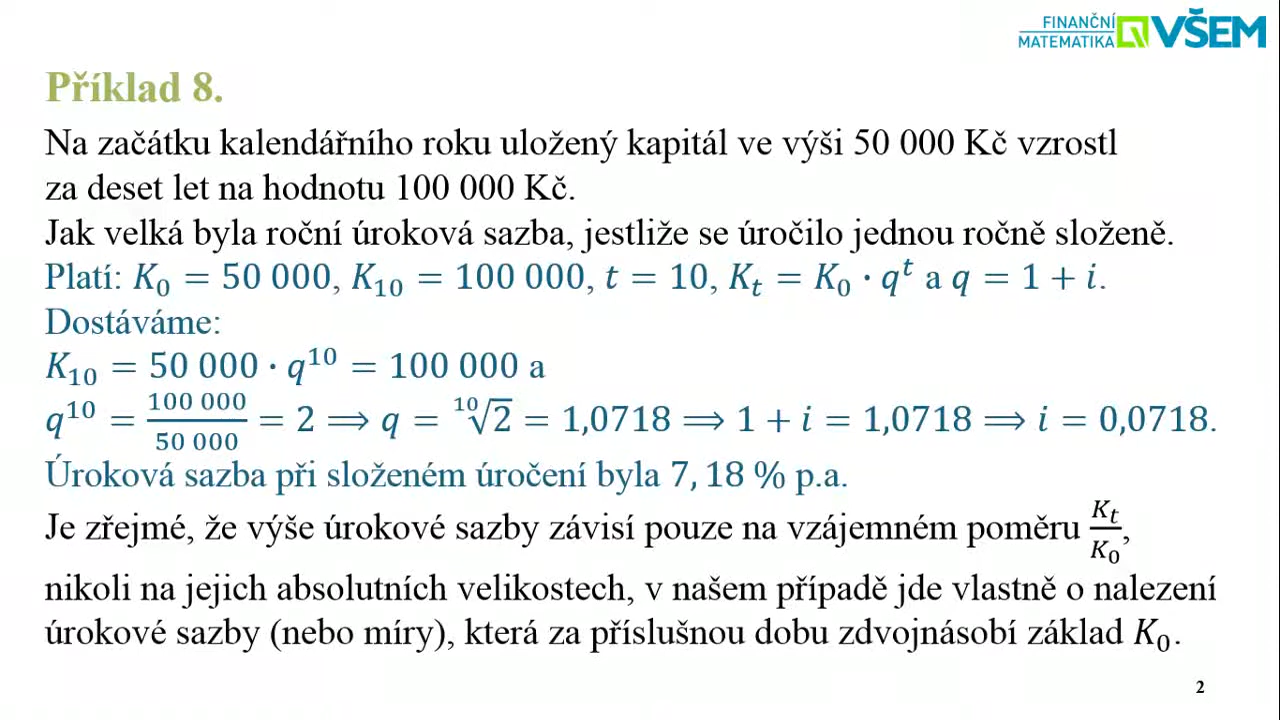 FINANČNÍ
MATEMATIKA VŠEM
Příklad 8.
Na začátku kalendářního roku uložený kapitál ve výši 50 000 Kč vzrostl
za deset let na hodnotu 100 000 Kč.
Jak velká byla roční úroková sazba, jestliže se úročilo jednou ročně složeně.
Platí: K₀ = 50 000, K₁₀ = 100 000, t = 10, Kₜ = K₀ · qᵗ a q = 1 + i.
Dostáváme:
K₁₀ = 50 000 · q¹⁰ = 100 000 a
q¹⁰ = 100 000 / 50 000 = 2 ⟹ q = ¹⁰√2 = 1,0718 ⟹ 1 + i = 1,0718 ⟹ i = 0,0718.
Úroková sazba při složeném úročení byla 7, 18 % p.a.
Je zřejmé, že výše úrokové sazby závisí pouze na vzájemném poměru Kₜ/K₀,
nikoli na jejich absolutních velikostech, v našem případě jde vlastně o nalezení
úrokové sazby (nebo míry), která za příslušnou dobu zdvojnásobí základ K₀.
2